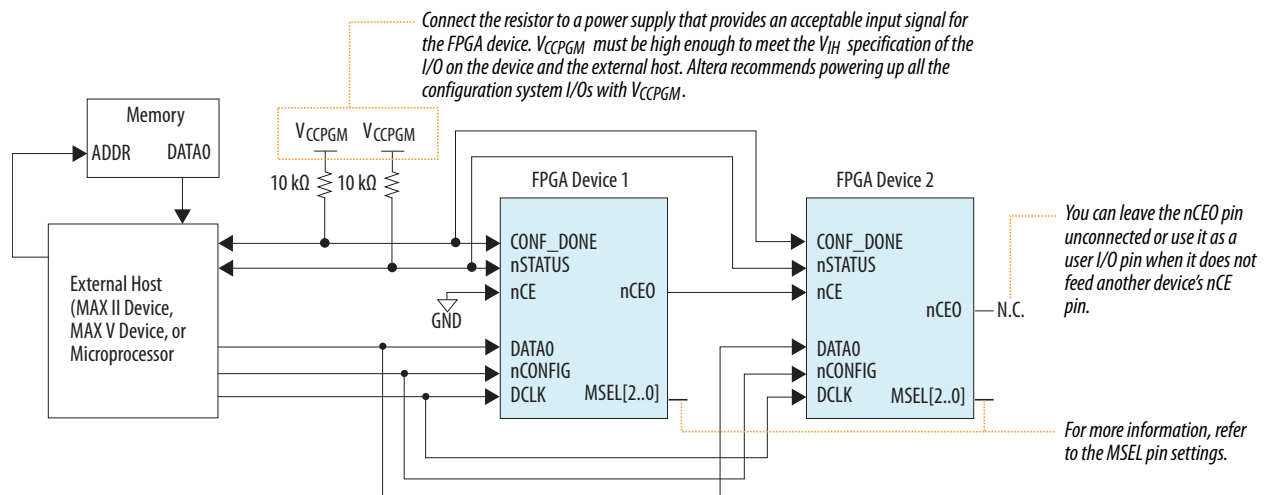 Connect the resistor to a power supply that provides an acceptable input signal for
the FPGA device. VCCPGM must be high enough to meet the VIH specification of the
I/O on the device and the external host. Altera recommends powering up all the
configuration system I/Os with VCCPGM.
Memory
ADDR DATA0
VCCPGM VCCPGM
10 kΩ 10 kΩ
External Host
(MAX II Device,
MAX V Device, or
Microprocessor
GND
FPGA Device 1
CONF_DONE
nSTATUS
nCE nCEO
DATA0
nCONFIG
DCLK MSEL[2..0]
FPGA Device 2
CONF_DONE
nSTATUS
nCE
nCEO N.C.
DATA0
nCONFIG
DCLK MSEL[2..0]
You can leave the nCEO pin
unconnected or use it as a
user I/O pin when it does not
feed another device’s nCE
pin.
For more information, refer
to the MSEL pin settings.